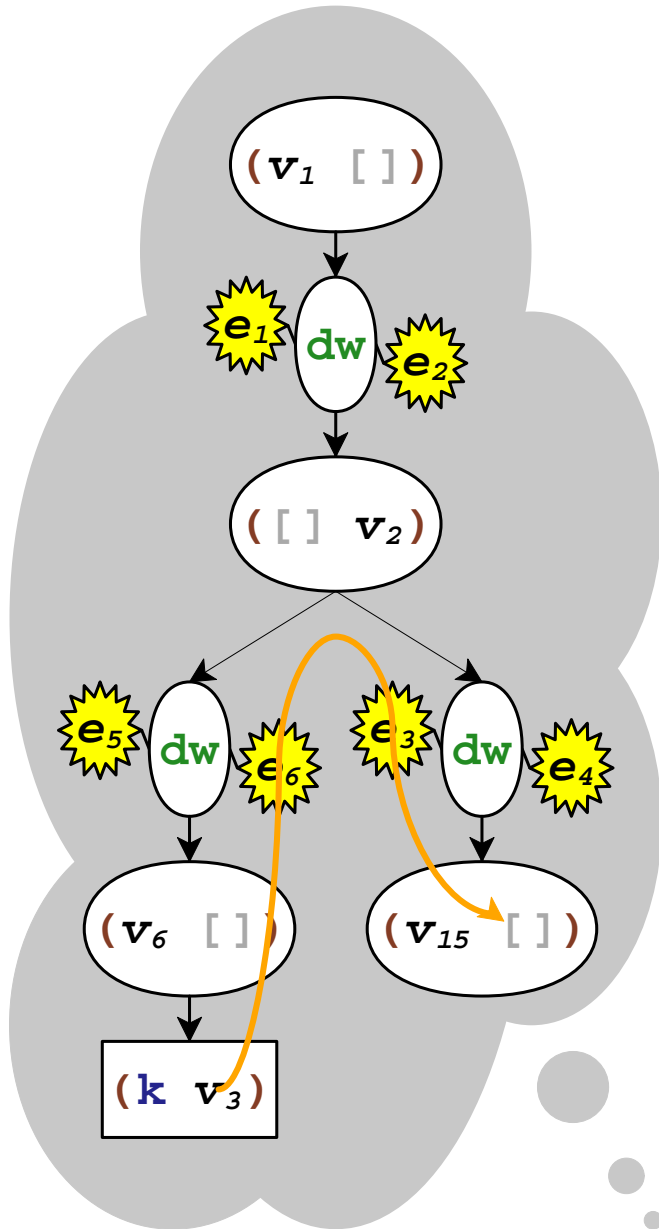 (v₁ [])
e₁ dw e₂
([] v₂)
e₅ dw e₆ e₃ dw e₄
(v₆ []) (v₁₅ [])
(k v₃)